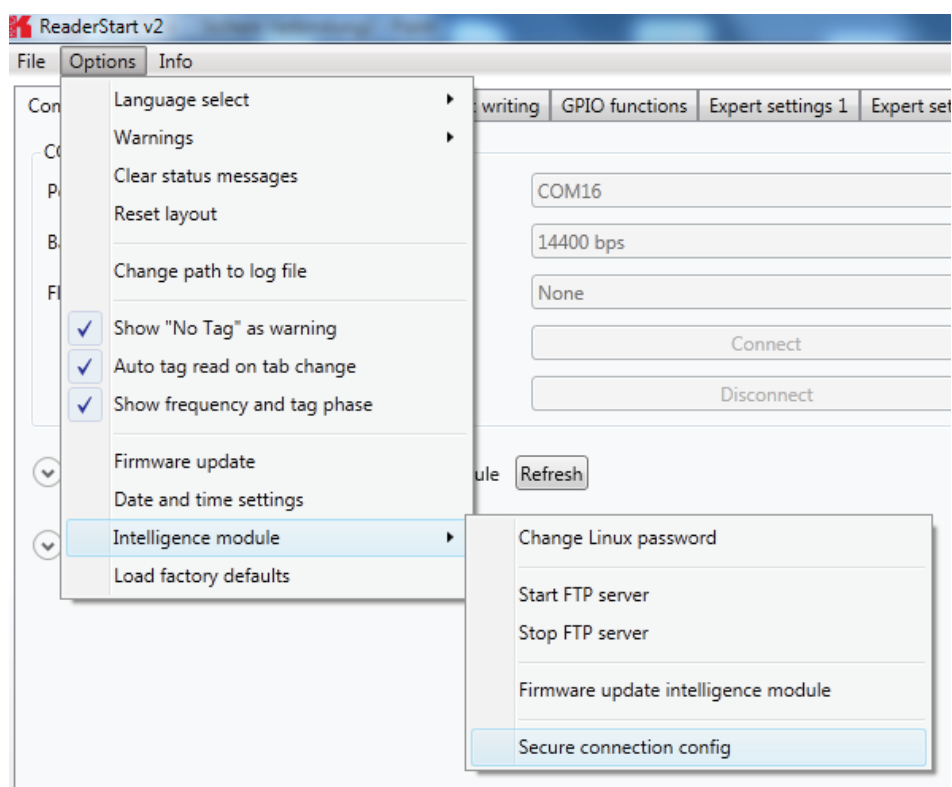 ReaderStart v2
File Options Info
Con writing GPIO functions Expert settings 1 Expert set
Language select
Warnings
Clear status messages
Reset layout
Change path to log file
Show "No Tag" as warning
Auto tag read on tab change
Show frequency and tag phase
Firmware update
Date and time settings
Intelligence module
Load factory defaults
COM16
14400 bps
None
Connect
Disconnect
ule Refresh
Change Linux password
Start FTP server
Stop FTP server
Firmware update intelligence module
Secure connection config